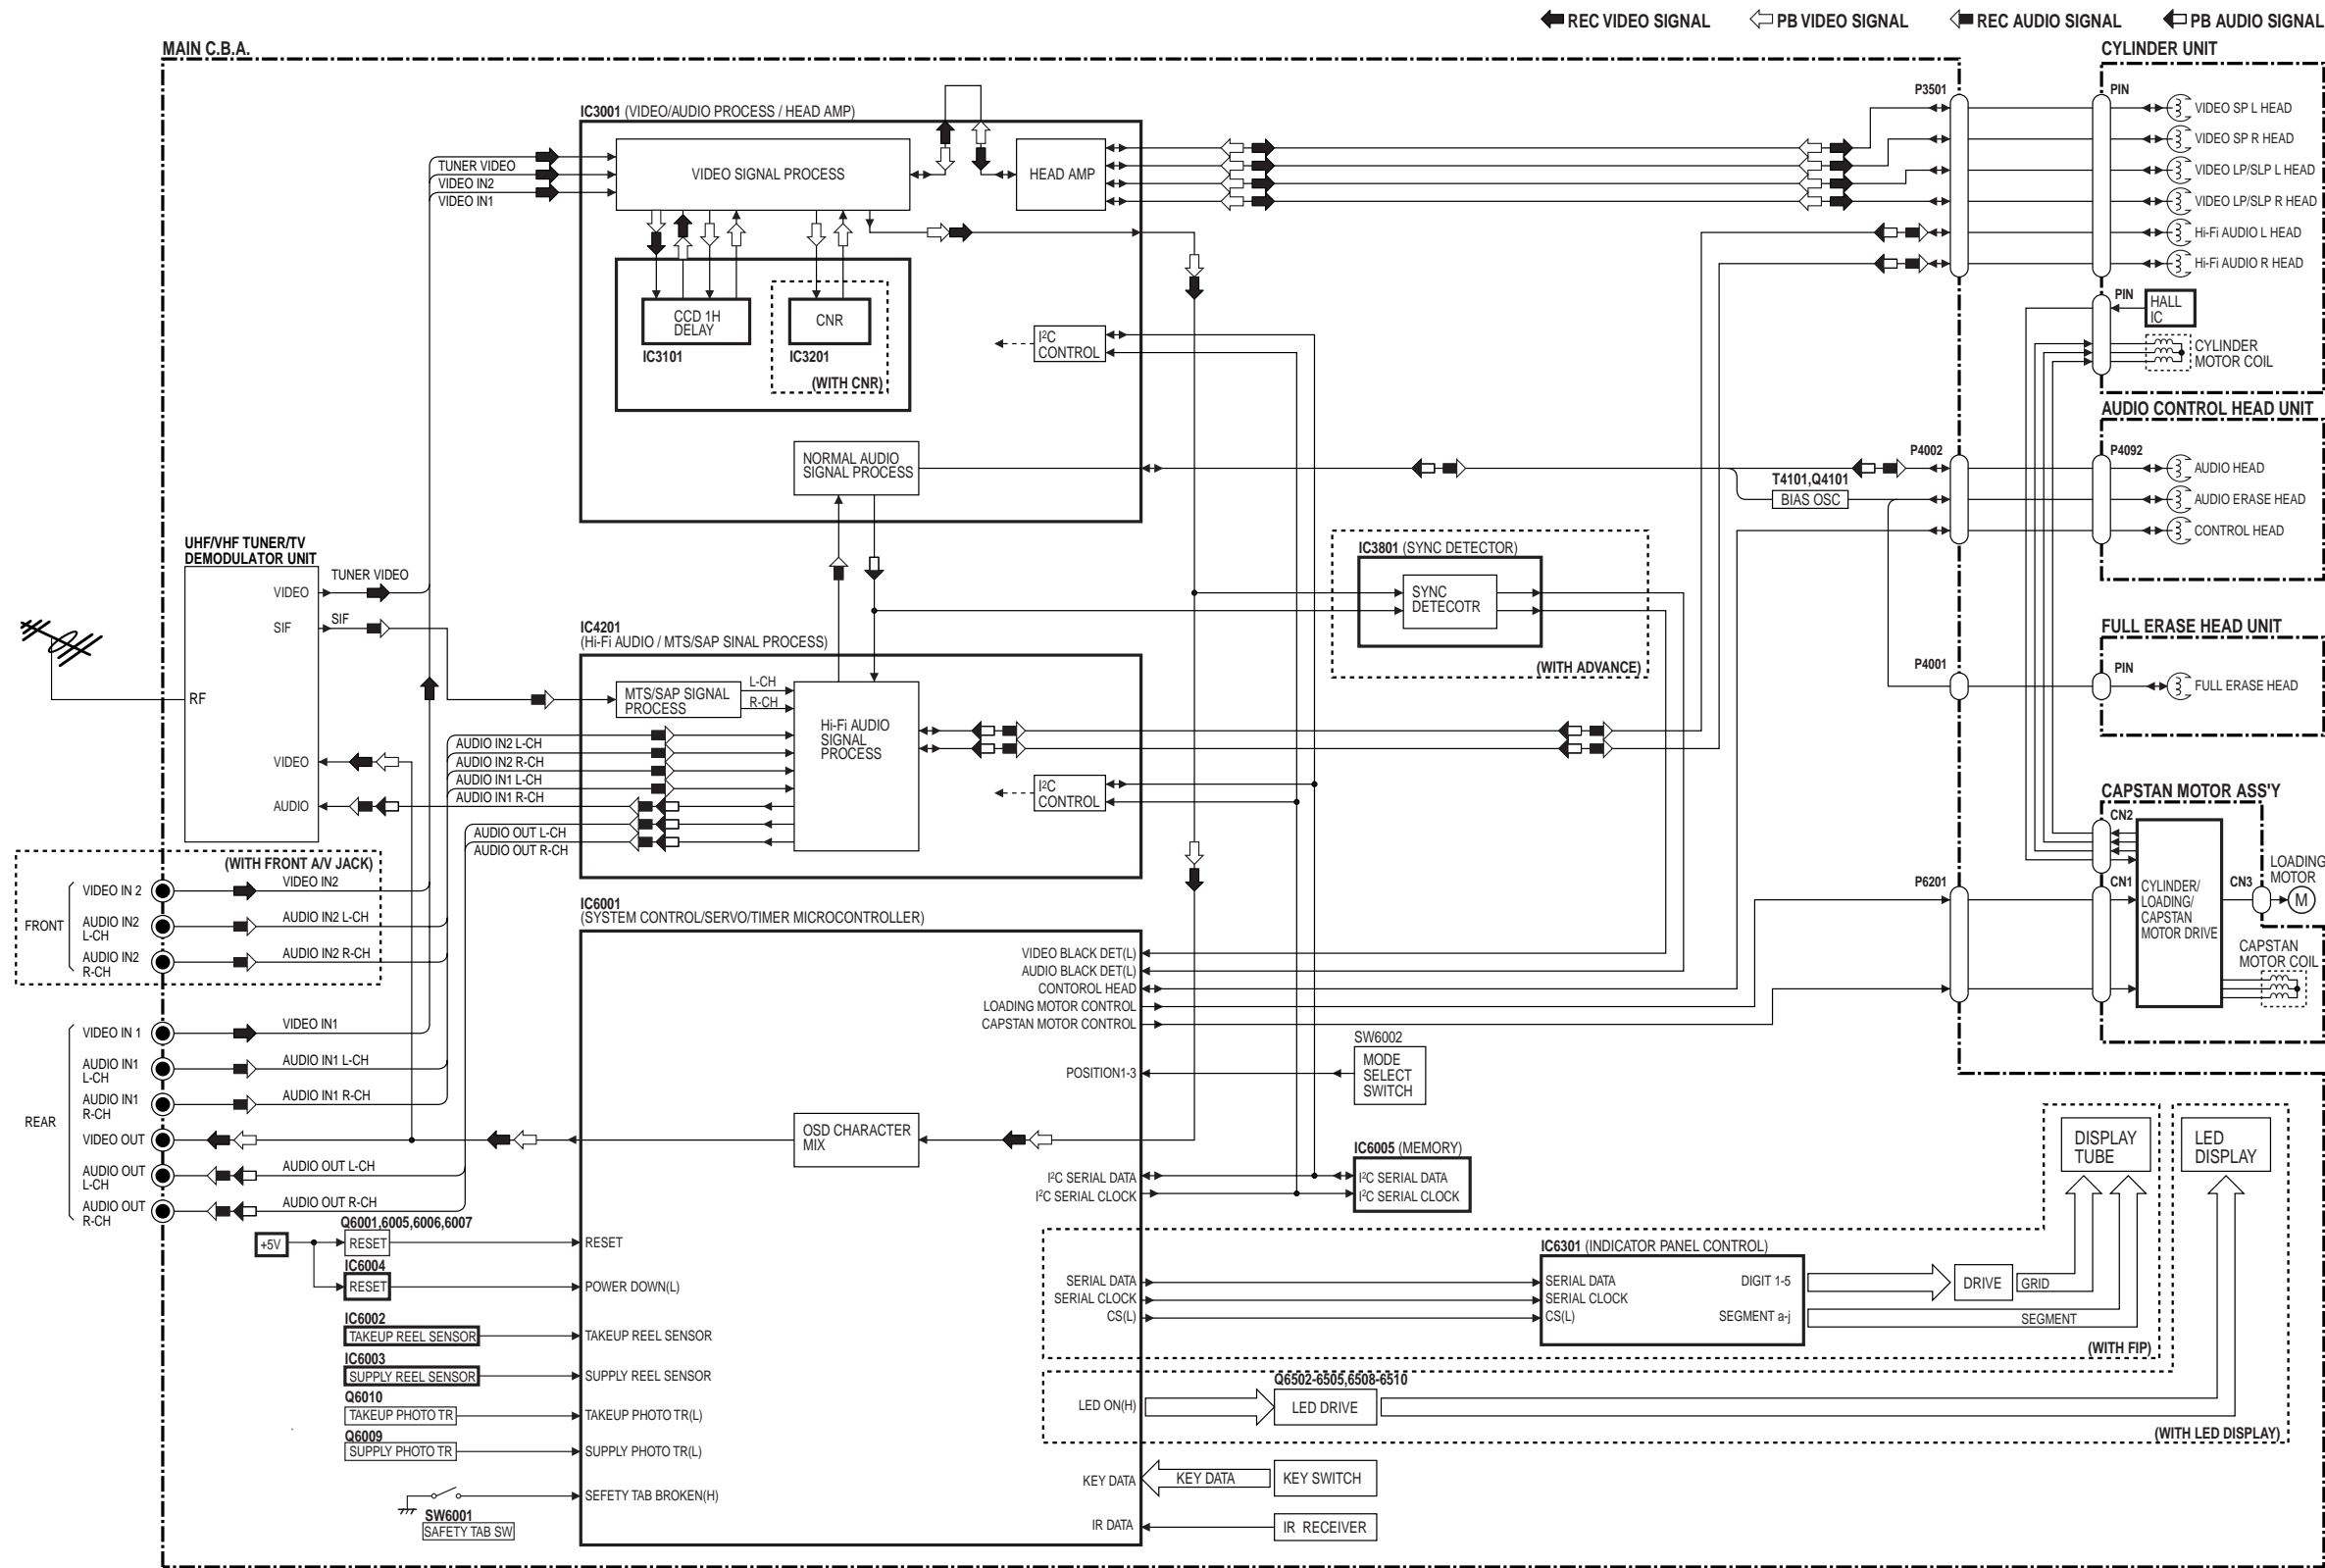 REC VIDEO SIGNAL
PB VIDEO SIGNAL
REC AUDIO SIGNAL
PB AUDIO SIGNAL
MAIN C.B.A.
CYLINDER UNIT
IC3001 (VIDEO/AUDIO PROCESS / HEAD AMP)
P3501
PIN
VIDEO SP L HEAD
VIDEO SP R HEAD
VIDEO LP/SLP L HEAD
VIDEO LP/SLP R HEAD
Hi-Fi AUDIO L HEAD
Hi-Fi AUDIO R HEAD
TUNER VIDEO
VIDEO IN2
VIDEO IN1
VIDEO SIGNAL PROCESS
HEAD AMP
CCD 1H
DELAY
IC3101
CNR
IC3201
(WITH CNR)
I²C
CONTROL
PIN
HALL
IC
CYLINDER
MOTOR COIL
AUDIO CONTROL HEAD UNIT
NORMAL AUDIO
SIGNAL PROCESS
P4002
P4092
T4101,Q4101
BIAS OSC
AUDIO HEAD
AUDIO ERASE HEAD
CONTROL HEAD
UHF/VHF TUNER/TV
DEMODULATOR UNIT
VIDEO
TUNER VIDEO
SIF
SIF
RF
VIDEO
AUDIO
IC3801 (SYNC DETECTOR)
SYNC
DETECOTR
(WITH ADVANCE)
FULL ERASE HEAD UNIT
P4001
PIN
FULL ERASE HEAD
IC4201
(Hi-Fi AUDIO / MTS/SAP SINAL PROCESS)
MTS/SAP SIGNAL
PROCESS
L-CH
R-CH
Hi-Fi AUDIO
SIGNAL
PROCESS
AUDIO IN2 L-CH
AUDIO IN2 R-CH
AUDIO IN1 L-CH
AUDIO IN1 R-CH
AUDIO OUT L-CH
AUDIO OUT R-CH
I²C
CONTROL
CAPSTAN MOTOR ASS'Y
CN2
CN1
CYLINDER/
LOADING/
CAPSTAN
MOTOR DRIVE
CN3
LOADING
MOTOR
M
CAPSTAN
MOTOR COIL
P6201
(WITH FRONT A/V JACK)
FRONT
VIDEO IN 2
VIDEO IN2
AUDIO IN2
L-CH
AUDIO IN2 L-CH
AUDIO IN2
R-CH
AUDIO IN2 R-CH
REAR
VIDEO IN 1
VIDEO IN1
AUDIO IN1
L-CH
AUDIO IN1 L-CH
AUDIO IN1
R-CH
AUDIO IN1 R-CH
VIDEO OUT
AUDIO OUT
L-CH
AUDIO OUT L-CH
AUDIO OUT
R-CH
AUDIO OUT R-CH
IC6001
(SYSTEM CONTROL/SERVO/TIMER MICROCONTROLLER)
VIDEO BLACK DET(L)
AUDIO BLACK DET(L)
CONTOROL HEAD
LOADING MOTOR CONTROL
CAPSTAN MOTOR CONTROL
POSITION1-3
SW6002
MODE
SELECT
SWITCH
OSD CHARACTER
MIX
I²C SERIAL DATA
I²C SERIAL CLOCK
IC6005 (MEMORY)
I²C SERIAL DATA
I²C SERIAL CLOCK
DISPLAY
TUBE
LED
DISPLAY
+5V
Q6001,6005,6006,6007
RESET
RESET
IC6004
RESET
POWER DOWN(L)
IC6002
TAKEUP REEL SENSOR
TAKEUP REEL SENSOR
IC6003
SUPPLY REEL SENSOR
SUPPLY REEL SENSOR
Q6010
TAKEUP PHOTO TR
TAKEUP PHOTO TR(L)
Q6009
SUPPLY PHOTO TR
SUPPLY PHOTO TR(L)
SEFETY TAB BROKEN(H)
SW6001
SAFETY TAB SW
SERIAL DATA
SERIAL CLOCK
CS(L)
IC6301 (INDICATOR PANEL CONTROL)
SERIAL DATA
SERIAL CLOCK
CS(L)
DIGIT 1-5
SEGMENT a-j
DRIVE
GRID
SEGMENT
(WITH FIP)
LED ON(H)
Q6502-6505,6508-6510
LED DRIVE
(WITH LED DISPLAY)
KEY DATA
KEY DATA
KEY SWITCH
IR DATA
IR RECEIVER